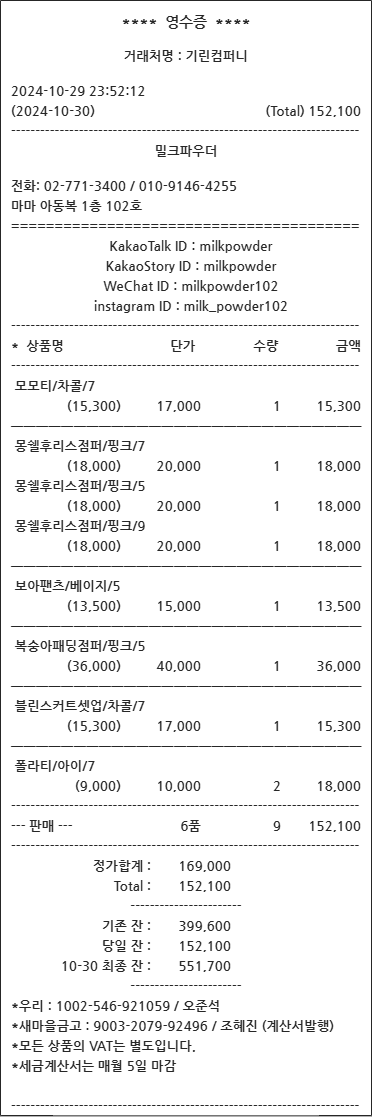 **** 영수증 ****
거래처명 : 기린컴퍼니
2024-10-29 23:52:12
(2024-10-30) (Total) 152,100
밀크파우더
전화: 02-771-3400 / 010-9146-4255
마마 아동복 1층 102호
KakaoTalk ID : milkpowder
KakaoStory ID : milkpowder
WeChat ID : milkpowder102
instagram ID : milk_powder102
* 상품명 단가 수량 금액
모모티/차콜/7
(15,300) 17,000 1 15,300
몽쉘후리스점퍼/핑크/7
(18,000) 20,000 1 18,000
몽쉘후리스점퍼/핑크/5
(18,000) 20,000 1 18,000
몽쉘후리스점퍼/핑크/9
(18,000) 20,000 1 18,000
보아팬츠/베이지/5
(13,500) 15,000 1 13,500
복숭아패딩점퍼/핑크/5
(36,000) 40,000 1 36,000
블린스커트셋업/차콜/7
(15,300) 17,000 1 15,300
폴라티/아이/7
(9,000) 10,000 2 18,000
--- 판매 --- 6품 9 152,100
정가합계 : 169,000
Total : 152,100
기존 잔 : 399,600
당일 잔 : 152,100
10-30 최종 잔 : 551,700
*우리 : 1002-546-921059 / 오준석
*새마을금고 : 9003-2079-92496 / 조혜진 (계산서발행)
*모든 상품의 VAT는 별도입니다.
*세금계산서는 매월 5일 마감